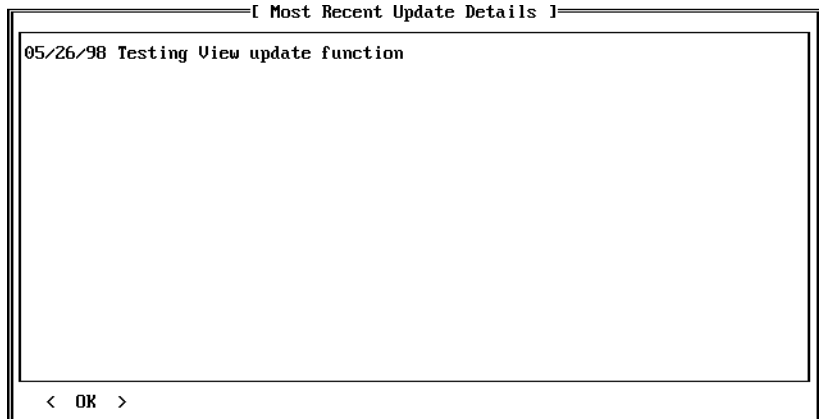 [ Most Recent Update Details ]
05/26/98 Testing View update function
< OK >